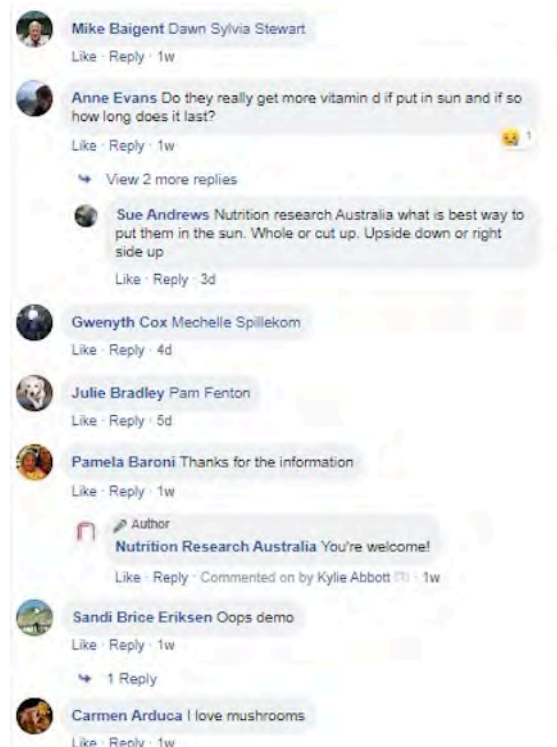 Mike Baigent Dawn Sylvia Stewart
Like · Reply · 1w
Anne Evans Do they really get more vitamin d if put in sun and if so
how long does it last?
1
Like · Reply · 1w
View 2 more replies
Sue Andrews Nutrition research Australia what is best way to
put them in the sun. Whole or cut up. Upside down or right
side up
Like · Reply · 3d
Gwenyth Cox Mechelle Spillekom
Like · Reply · 4d
Julie Bradley Pam Fenton
Like · Reply · 5d
Pamela Baroni Thanks for the information
Like · Reply · 1w
Author
Nutrition Research Australia You're welcome!
Like · Reply · Commented on by Kylie Abbott · 1w
Sandi Brice Eriksen Oops demo
Like · Reply · 1w
1 Reply
Carmen Arduca I love mushrooms
Like · Reply · 1w